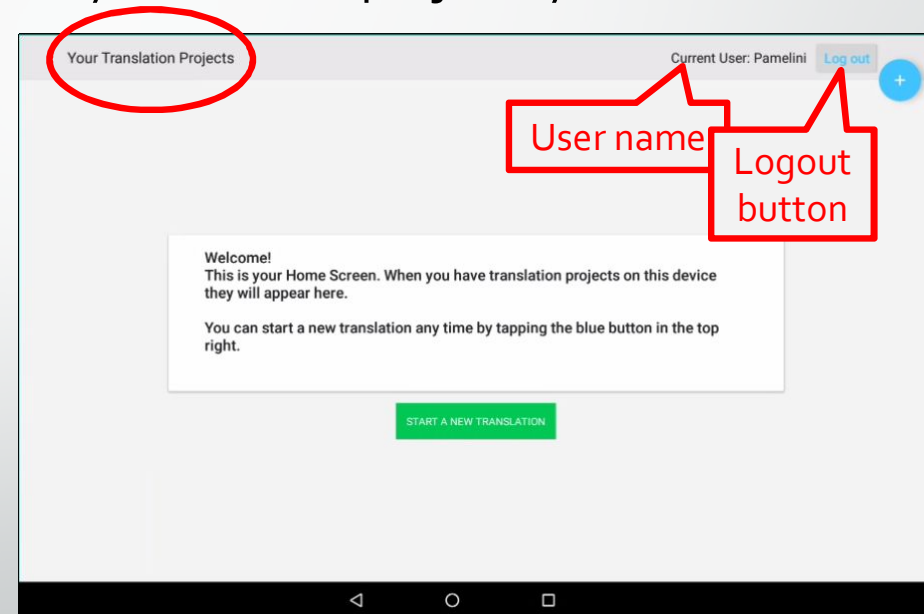 Your Translation Projects
Current User: Pamelini
Log out
+
User name
Logout
button
Welcome!
This is your Home Screen. When you have translation projects on this device
they will appear here.
You can start a new translation any time by tapping the blue button in the top
right.
START A NEW TRANSLATION